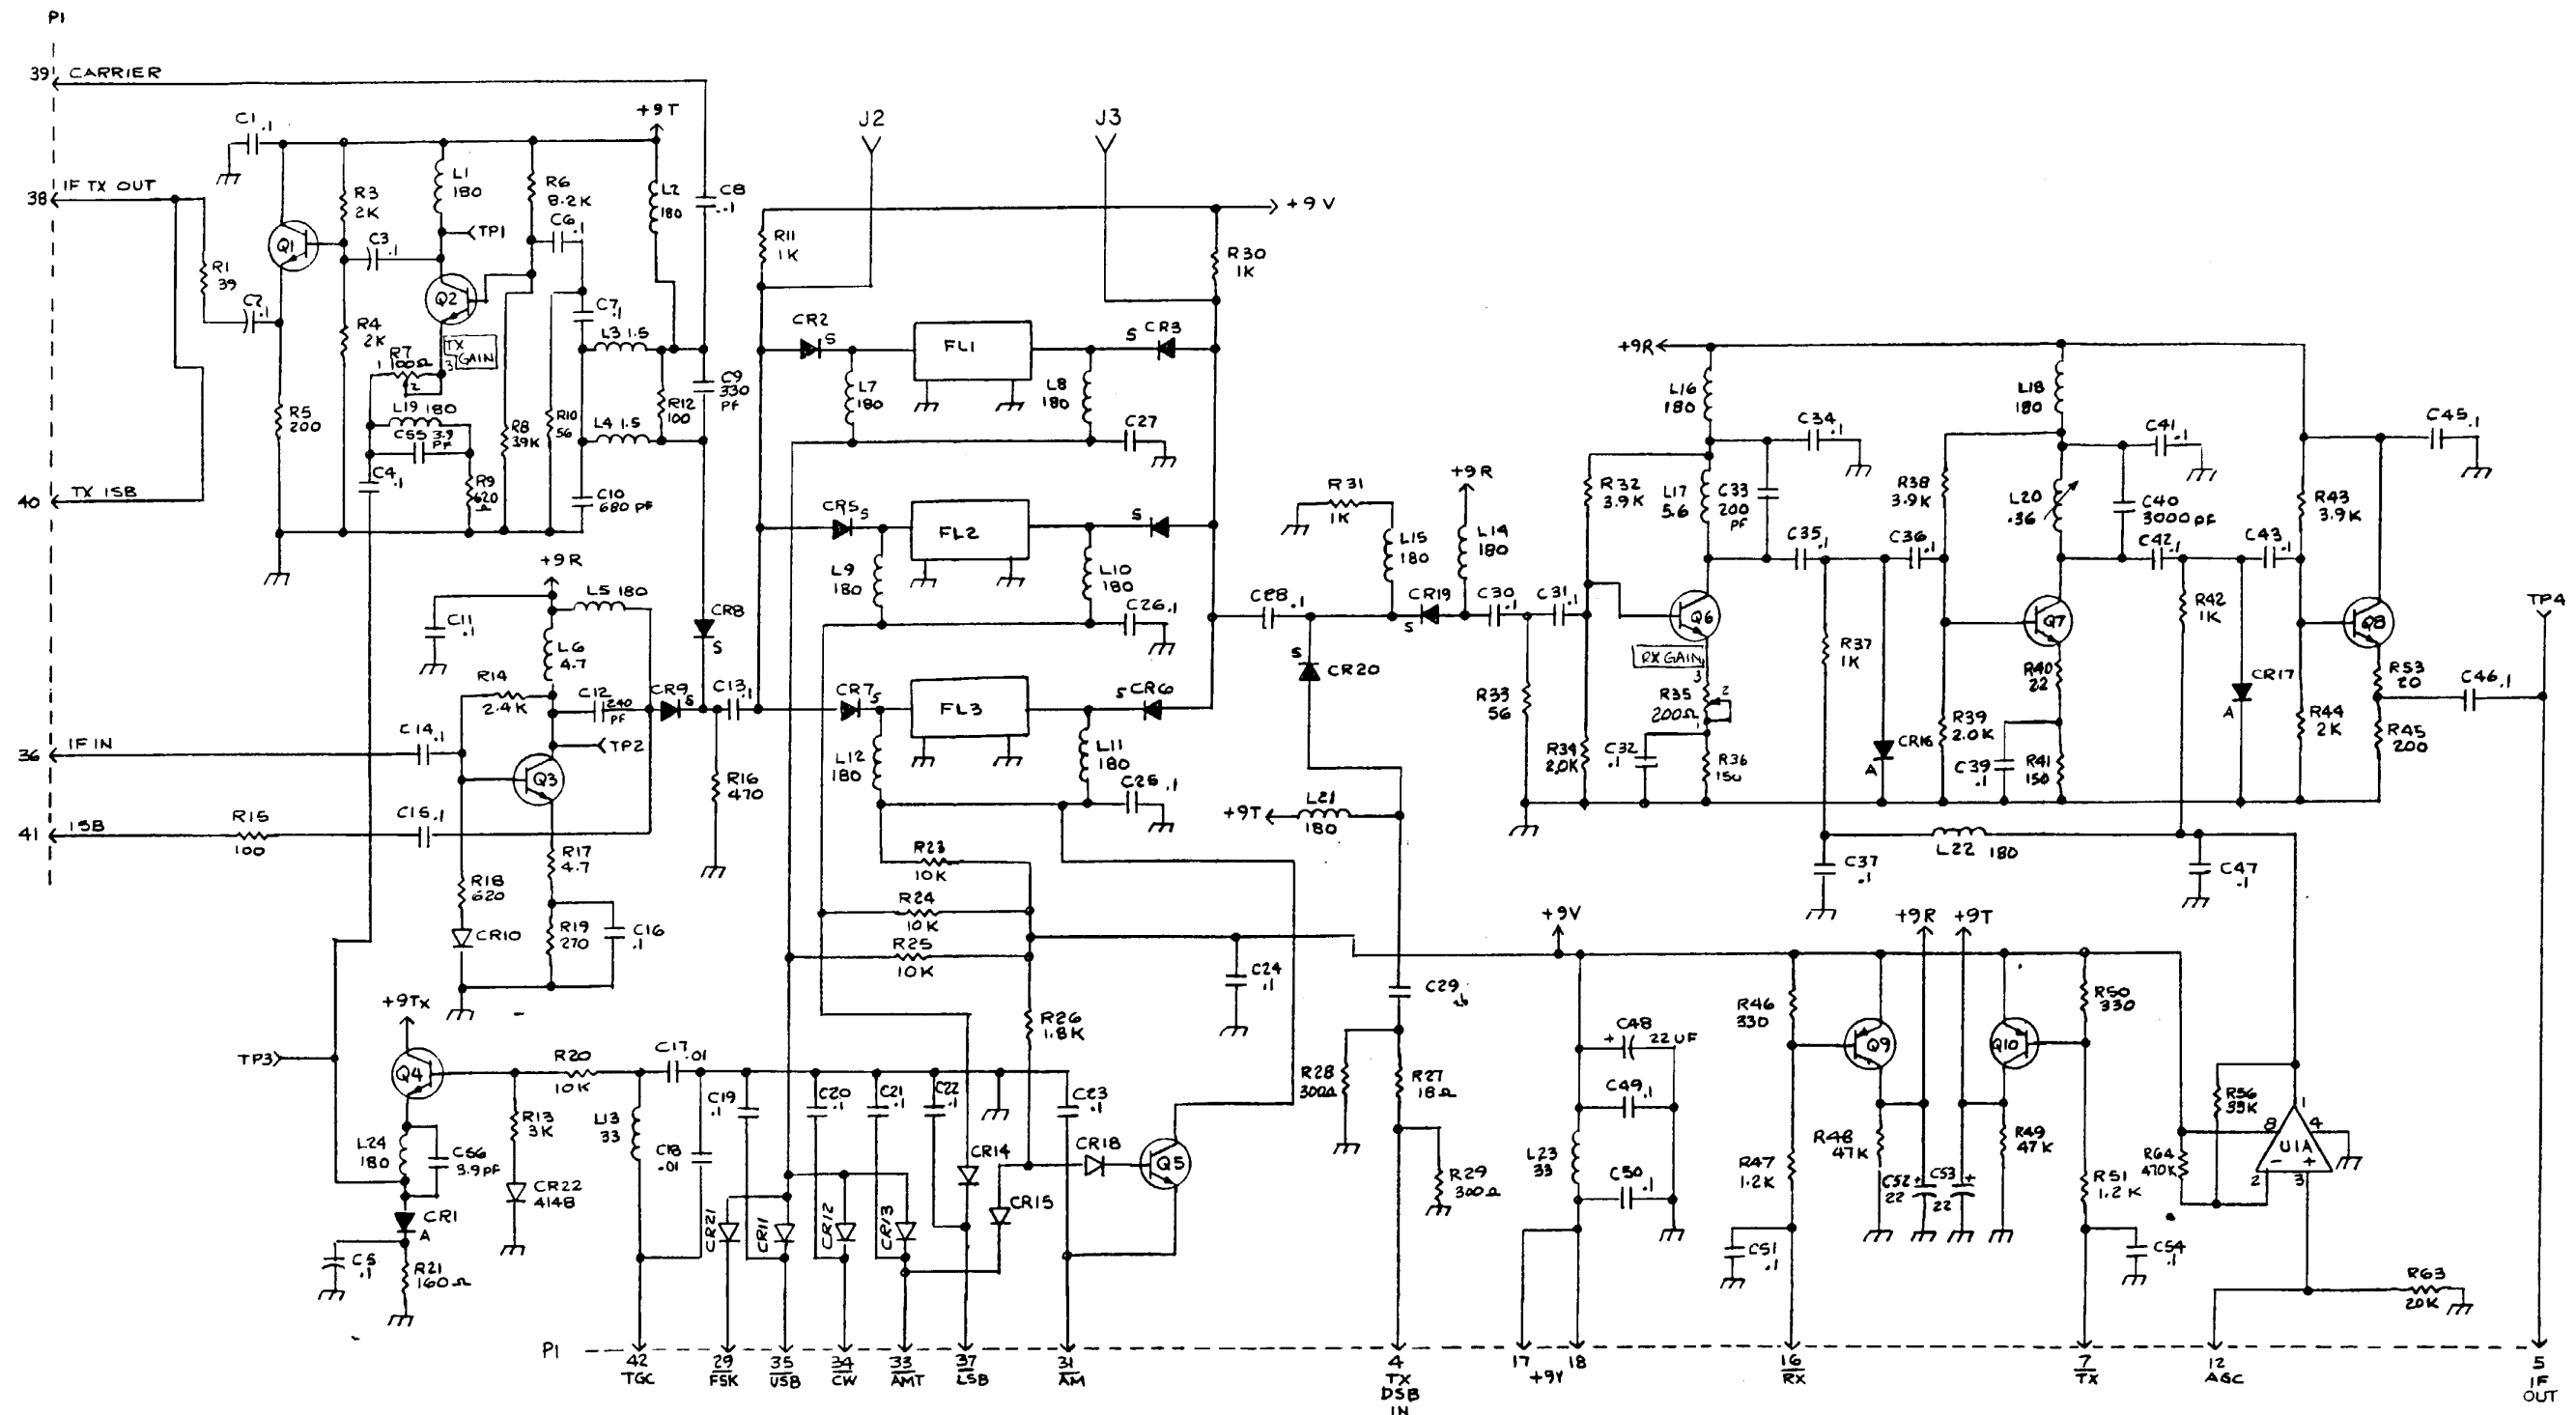 P1
39 CARRIER
C1 .1
+9T
J2
J3
38 IF TX OUT
R3 2K
L1 180
R6 8.2K
L2 180
C8 .1
+9V
Q1
C3 .1
TP1
C6 .1
R11 1K
R30 1K
R1 39
C2 .1
Q2
R4 2K
C7 .1
TX GAIN
R7 100Ω
1
2
3
L3 1.5
CR2 S
FL1
S CR3
C9 330 PF
R12 100
L7 180
L8 180
L19 180
R5 200
C55 3.9 PF
R8 39K
R10 56
L4 1.5
C27
C4 .1
R9 620 Ω
C10 680 PF
40 TX ISB
CR5 S
FL2
S
L9 180
L10 180
C26 .1
+9R
L5 180
C11 .1
L6 4.7
CR8 S
R14 2.4K
C12 240 PF
CR9 S
C13 .1
CR7 S
FL3
S CR6
TP2
36 IF IN
C14 .1
Q3
R16 470
L12 180
L11 180
C25 .1
41 ISB
R15 100
C15 .1
R17 4.7
R18 620
CR10
R19 270
C16 .1
R23 10K
R24 10K
R25 10K
C24 .1
R26 1.8K
+9R
R31 1K
L15 180
L14 180
C28 .1
CR19 S
C30 .1
C31 .1
S CR20
R33 56
+9T
L21 180
C29
R28 300Ω
R27 18Ω
R29 300Ω
+9R
L16 180
C34 .1
R32 3.9K
L17 5.6
C33 200 PF
C35 .1
C36 .1
Q6
RX GAIN
3
R35 200Ω
2
1
R34 2.0K
C32 .1
R36 150
R37 1K
CR16 A
L18 180
R38 3.9K
L20 .36
C41 .1
C40 3000 PF
C42 .1
C43 .1
Q7
R40 22
R39 2.0K
C39 .1
R41 150
R42 1K
CR17 A
R43 3.9K
C45 .1
Q8
R53 20
R44 2K
R45 200
C46 .1
TP4
L22 180
C37 .1
C47 .1
+9Tx
TP3
Q4
R20 10K
C17 .01
R13 3K
L13 33
C18 .01
L24 180
C56 3.9 pF
CR22 4148
CR1 A
C5 .1
R21 160Ω
C19 .1
C20 .1
C21 .1
C22 .1
C23 .1
CR14
CR15
CR18
Q5
CR21
CR11
CR12
CR13
+9V
+9R
+9T
C48 + 22 UF
C49 .1
L23 33
C50 .1
R46 330
Q9
Q10
R50 330
R47 1.2K
R48 47K
C52 + 22
C53 + 22
R49 47K
R51 1.2K
C51 .1
C54 .1
R56
R64 470K
U1A
8
1
4
2
3
-
+
R63 20K
P1
42 TGC
29 FSK
35 USB
34 CW
33 AMT
37 LSB
31 AM
4 TX DSB IN
17
+9V
18
16 RX
7 TX
12 AGC
5 IF OUT